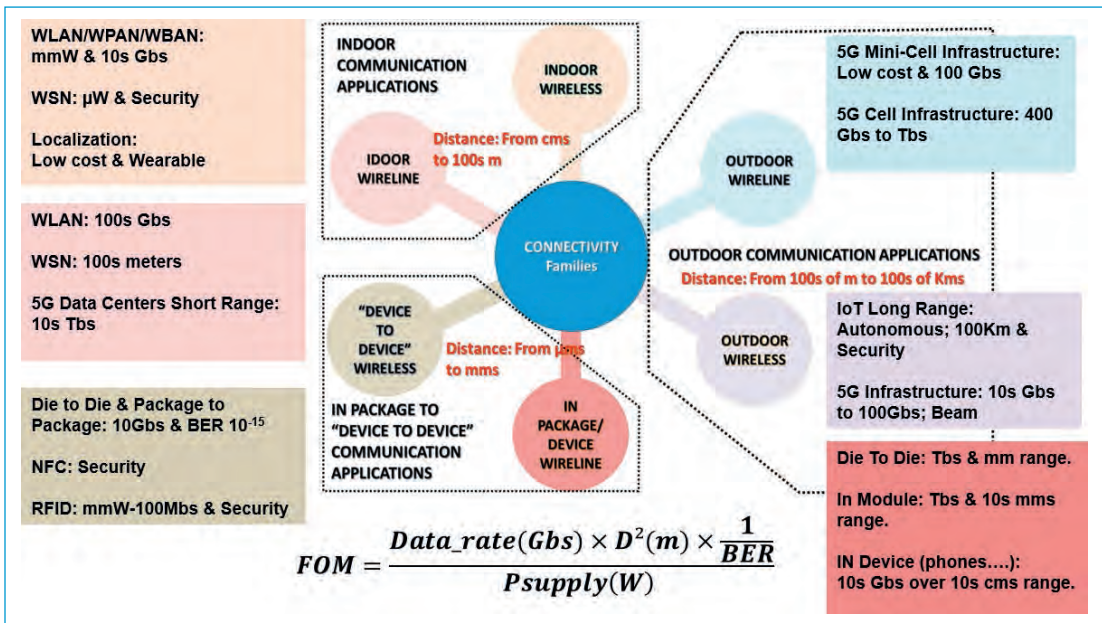 WLAN/WPAN/WBAN:
mmW & 10s Gbs
WSN: µW & Security
Localization:
Low cost & Wearable
WLAN: 100s Gbs
WSN: 100s meters
5G Data Centers Short Range:
10s Tbs
Die to Die & Package to
Package: 10Gbs & BER 10⁻¹⁵
NFC: Security
RFID: mmW-100Mbs & Security
INDOOR
COMMUNICATION
APPLICATIONS
INDOOR
WIRELESS
IDOOR
WIRELINE
Distance: From cms
to 100s m
CONNECTIVITY
Families
"DEVICE
TO
DEVICE"
WIRELESS
Distance: From µms
to mms
IN PACKAGE TO
"DEVICE TO DEVICE"
COMMUNICATION
APPLICATIONS
IN
PACKAGE/
DEVICE
WIRELINE
OUTDOOR
WIRELINE
OUTDOOR COMMUNICATION APPLICATIONS
Distance: From 100s of m to 100s of Kms
OUTDOOR
WIRELESS
5G Mini-Cell Infrastructure:
Low cost & 100 Gbs
5G Cell Infrastructure: 400
Gbs to Tbs
IoT Long Range:
Autonomous; 100Km &
Security
5G Infrastructure: 10s Gbs
to 100Gbs; Beam
Die To Die: Tbs & mm range.
In Module: Tbs & 10s mms
range.
IN Device (phones....):
10s Gbs over 10s cms range.
FOM = Data_rate(Gbs) × D²(m) × 1/BER
Psupply(W)